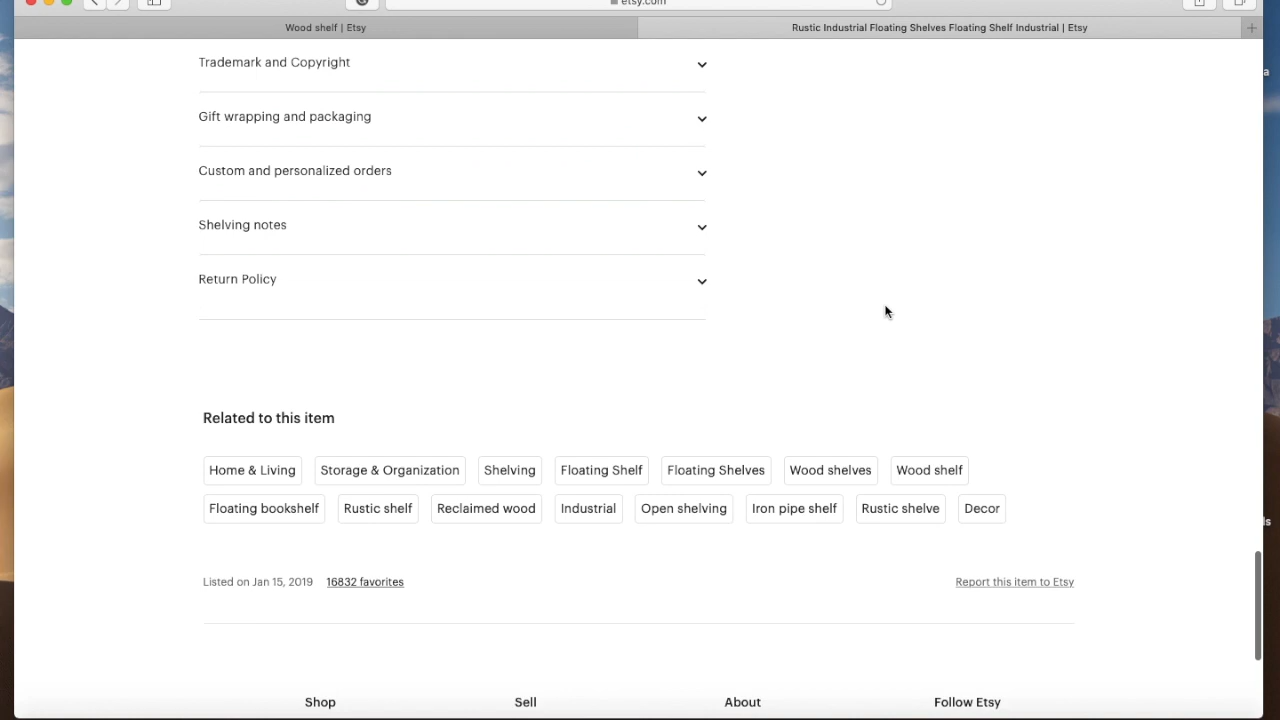 etsy.com
Wood shelf | Etsy
Rustic Industrial Floating Shelves Floating Shelf Industrial | Etsy
Trademark and Copyright
Gift wrapping and packaging
Custom and personalized orders
Shelving notes
Return Policy
Related to this item
Home & Living Storage & Organization Shelving Floating Shelf Floating Shelves Wood shelves Wood shelf
Floating bookshelf Rustic shelf Reclaimed wood Industrial Open shelving Iron pipe shelf Rustic shelve Decor
Listed on Jan 15, 2019 16832 favorites Report this item to Etsy
Shop Sell About Follow Etsy